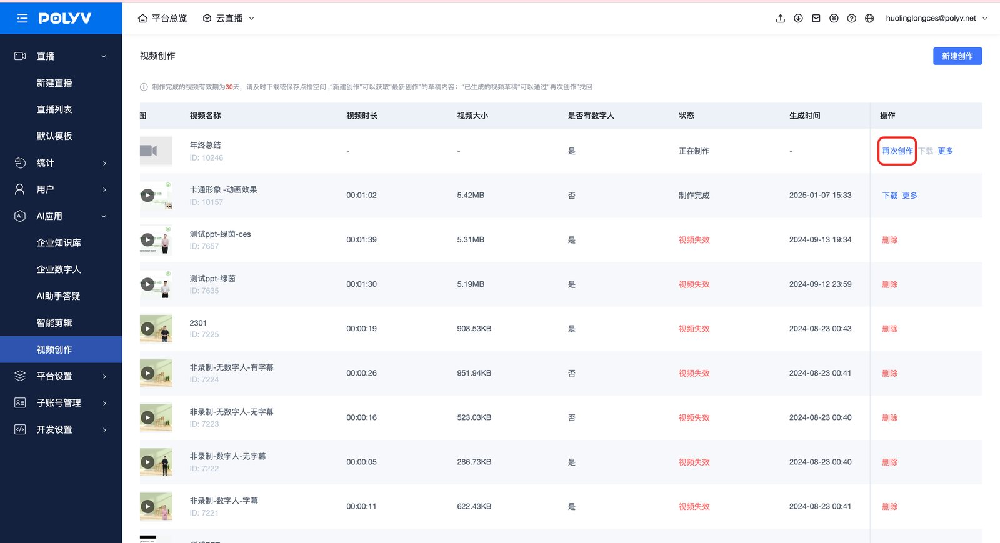 POLYV
平台总览
云直播
huolinglongces@polyv.net
直播
新建直播
直播列表
默认模板
统计
用户
AI应用
企业知识库
企业数字人
AI助手答疑
智能剪辑
视频创作
平台设置
子账号管理
开发设置
视频创作
新建创作
制作完成的视频有效期为30天，请及时下载或保存点播空间 ,“新建创作”可以获取“最新创作”的草稿内容；“已生成的视频草稿“可以通过“再次创作”找回
图 视频名称 视频时长 视频大小 是否有数字人 状态 生成时间 操作
年终总结
ID: 10246
- - 是 正在制作 - 再次创作 下载 更多
卡通形象 -动画效果
ID: 10157
00:01:02 5.42MB 否 制作完成 2025-01-07 15:33 下载 更多
测试ppt-绿茵-ces
ID: 7657
00:01:39 5.31MB 是 视频失效 2024-09-13 19:34 删除
测试ppt-绿茵
ID: 7635
00:01:30 5.19MB 是 视频失效 2024-09-12 23:59 删除
2301
ID: 7225
00:00:19 908.53KB 是 视频失效 2024-08-23 00:43 删除
非录制-无数字人-有字幕
ID: 7224
00:00:26 951.94KB 否 视频失效 2024-08-23 00:41 删除
非录制-无数字人-无字幕
ID: 7223
00:00:16 523.03KB 否 视频失效 2024-08-23 00:40 删除
非录制-数字人-无字幕
ID: 7222
00:00:05 286.73KB 是 视频失效 2024-08-23 00:40 删除
非录制-数字人-字幕
ID: 7221
00:00:11 622.43KB 是 视频失效 2024-08-23 00:41 删除